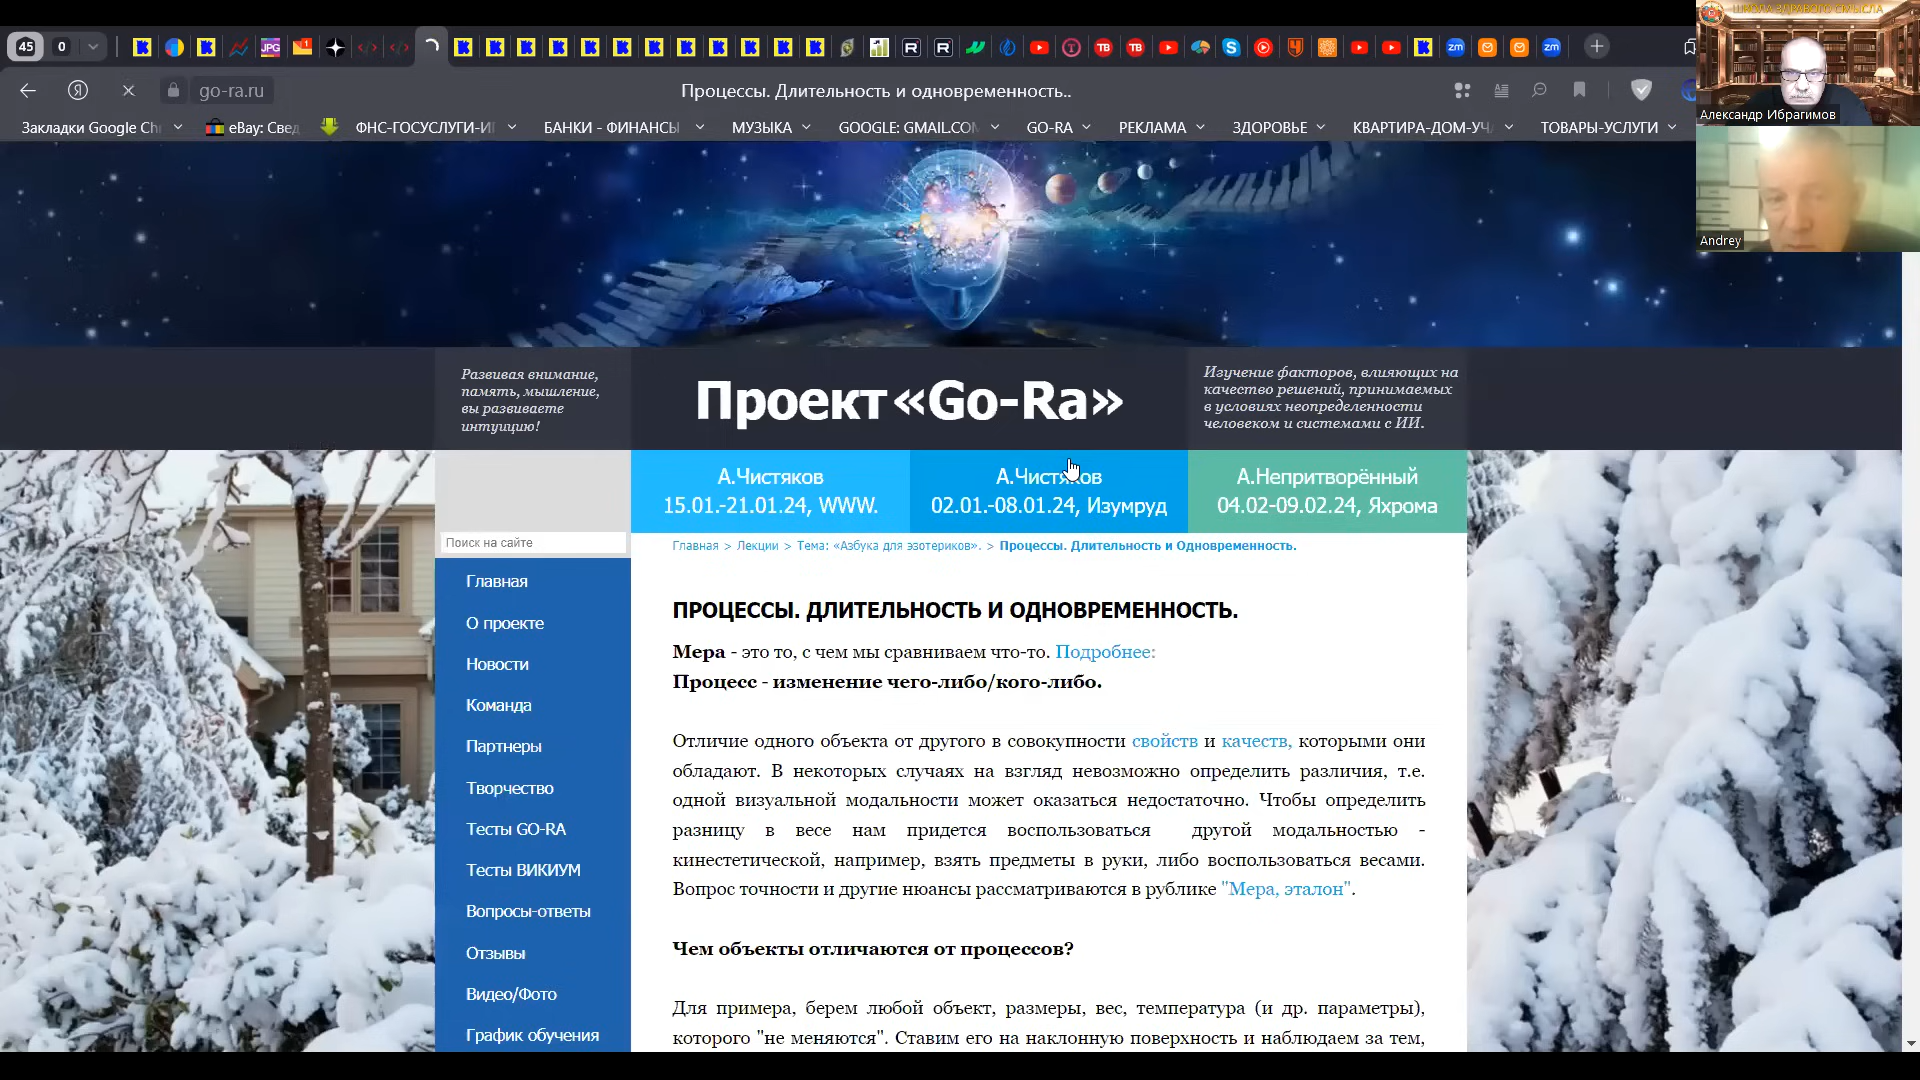 45
0
go-ra.ru
Процессы. Длительность и одновременность..
Закладки Google Ch
eBay: Свед
ФНС-ГОСУСЛУГИ-И
БАНКИ - ФИНАНСЫ
МУЗЫКА
GOOGLE: GMAIL.COM
GO-RA
РЕКЛАМА
ЗДОРОВЬЕ
КВАРТИРА-ДОМ-УЧ
ТОВАРЫ-УСЛУГИ
ШКОЛА ЗДРАВОГО СМЫСЛА
Александр Ибрагимов
Andrey
Развивая внимание,
память, мышление,
вы развиваете
интуицию!
Проект «Go-Ra»
Изучение факторов, влияющих на
качество решений, принимаемых
в условиях неопределенности
человеком и системами с ИИ.
А.Чистяков
15.01.-21.01.24, WWW.
А.Чистяков
02.01.-08.01.24, Изумруд
А.Непритворённый
04.02-09.02.24, Яхрома
Поиск на сайте
Главная
О проекте
Новости
Команда
Партнеры
Творчество
Тесты GO-RA
Тесты ВИКИУМ
Вопросы-ответы
Отзывы
Видео/Фото
График обучения
Главная > Лекции > Тема: «Азбука для эзотериков». > Процессы. Длительность и Одновременность.
ПРОЦЕССЫ. ДЛИТЕЛЬНОСТЬ И ОДНОВРЕМЕННОСТЬ.
Мера - это то, с чем мы сравниваем что-то. Подробнее:
Процесс - изменение чего-либо/кого-либо.
Отличие одного объекта от другого в совокупности свойств и качеств, которыми они
обладают. В некоторых случаях на взгляд невозможно определить различия, т.е.
одной визуальной модальности может оказаться недостаточно. Чтобы определить
разницу в весе нам придется воспользоваться другой модальностью -
кинестетической, например, взять предметы в руки, либо воспользоваться весами.
Вопрос точности и другие нюансы рассматриваются в рублике "Мера, эталон".
Чем объекты отличаются от процессов?
Для примера, берем любой объект, размеры, вес, температура (и др. параметры),
которого "не меняются". Ставим его на наклонную поверхность и наблюдаем за тем,